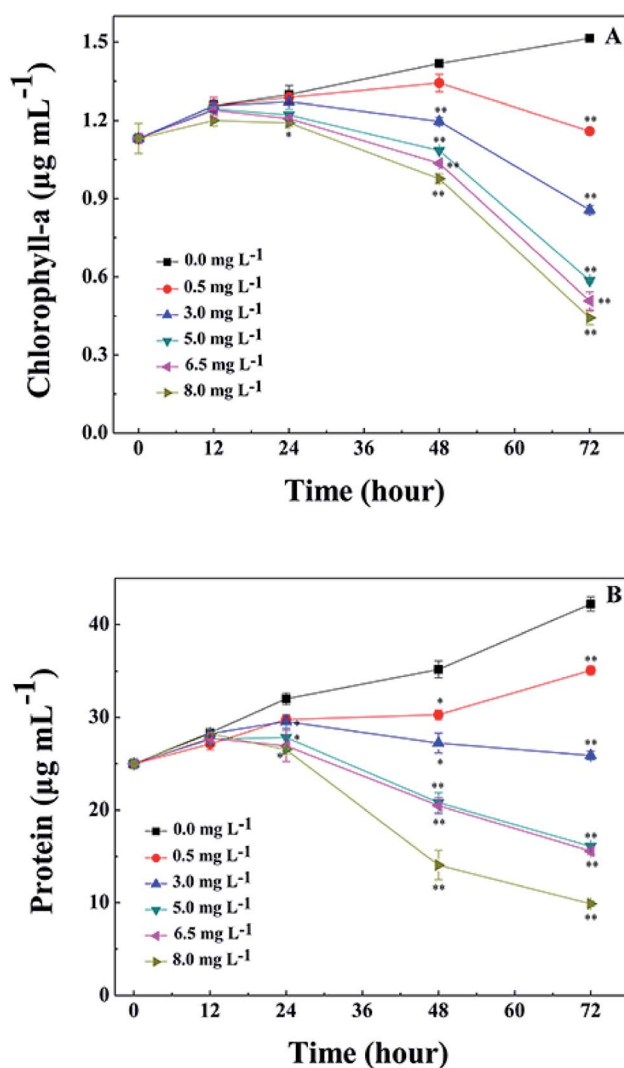 A
1.5
1.2
0.9
0.6
0.3
0.0
Chlorophyll-a (µg mL⁻¹)
**
**
**
**
**
**
*
**
**
**
**
0.0 mg L⁻¹
0.5 mg L⁻¹
3.0 mg L⁻¹
5.0 mg L⁻¹
6.5 mg L⁻¹
8.0 mg L⁻¹
0 12 24 36 48 60 72
Time (hour)
B
40
30
20
10
0
Protein (µg mL⁻¹)
**
*
*
*
*
*
**
**
**
**
**
**
**
0.0 mg L⁻¹
0.5 mg L⁻¹
3.0 mg L⁻¹
5.0 mg L⁻¹
6.5 mg L⁻¹
8.0 mg L⁻¹
0 12 24 36 48 60 72
Time (hour)